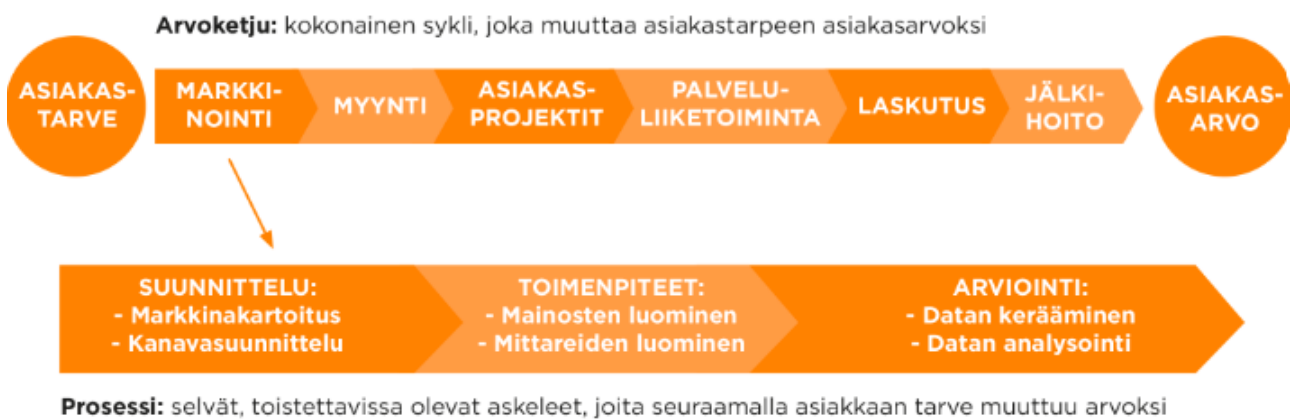 Arvoketju: kokonainen sykli, joka muuttaa asiakastarpeen asiakasarvoksi
ASIAKAS-
TARVE
MARKKI-
NOINTI
MYYNTI
ASIAKAS-
PROJEKTIT
PALVELU-
LIIKETOIMINTA
LASKUTUS
JÄLKI-
HOITO
ASIAKAS-
ARVO
SUUNNITTELU:
- Markkinakartoitus
- Kanavasuunnittelu
TOIMENPITEET:
- Mainosten luominen
- Mittareiden luominen
ARVIOINTI:
- Datan kerääminen
- Datan analysointi
Prosessi: selvät, toistettavissa olevat askeleet, joita seuraamalla asiakkaan tarve muuttuu arvoksi